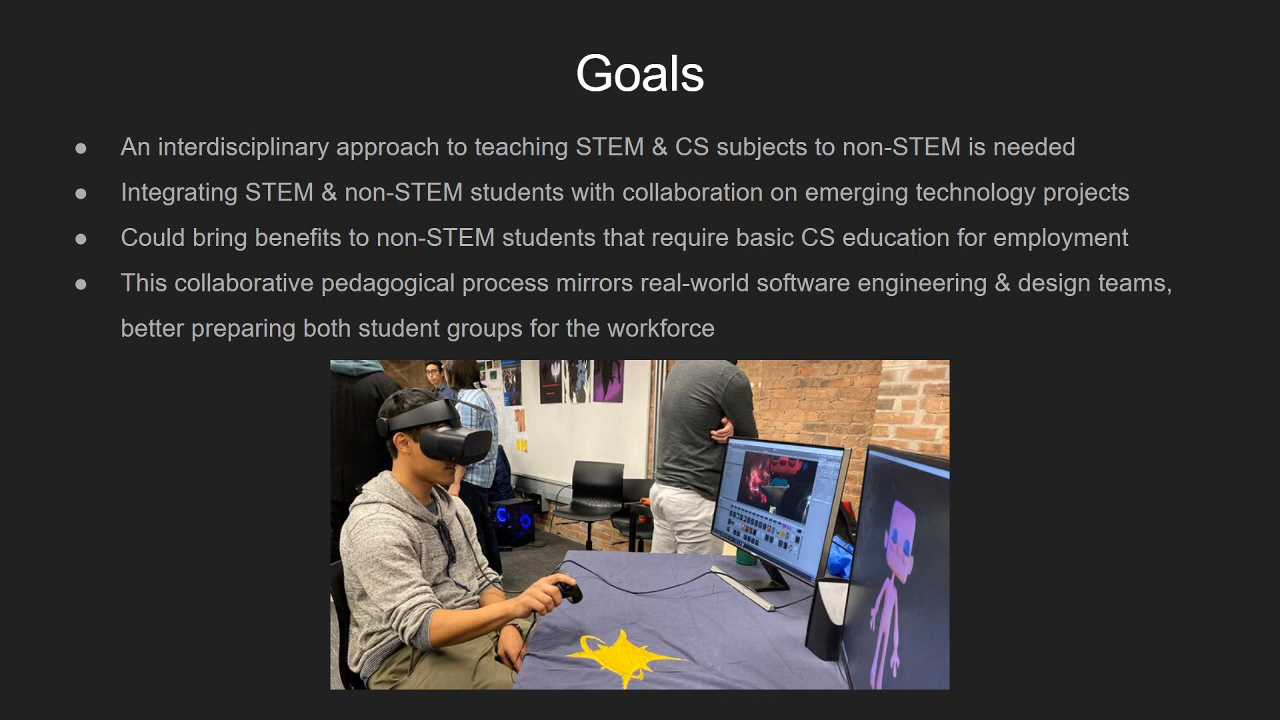 Goals
● An interdisciplinary approach to teaching STEM & CS subjects to non-STEM is needed
● Integrating STEM & non-STEM students with collaboration on emerging technology projects
● Could bring benefits to non-STEM students that require basic CS education for employment
● This collaborative pedagogical process mirrors real-world software engineering & design teams,
better preparing both student groups for the workforce